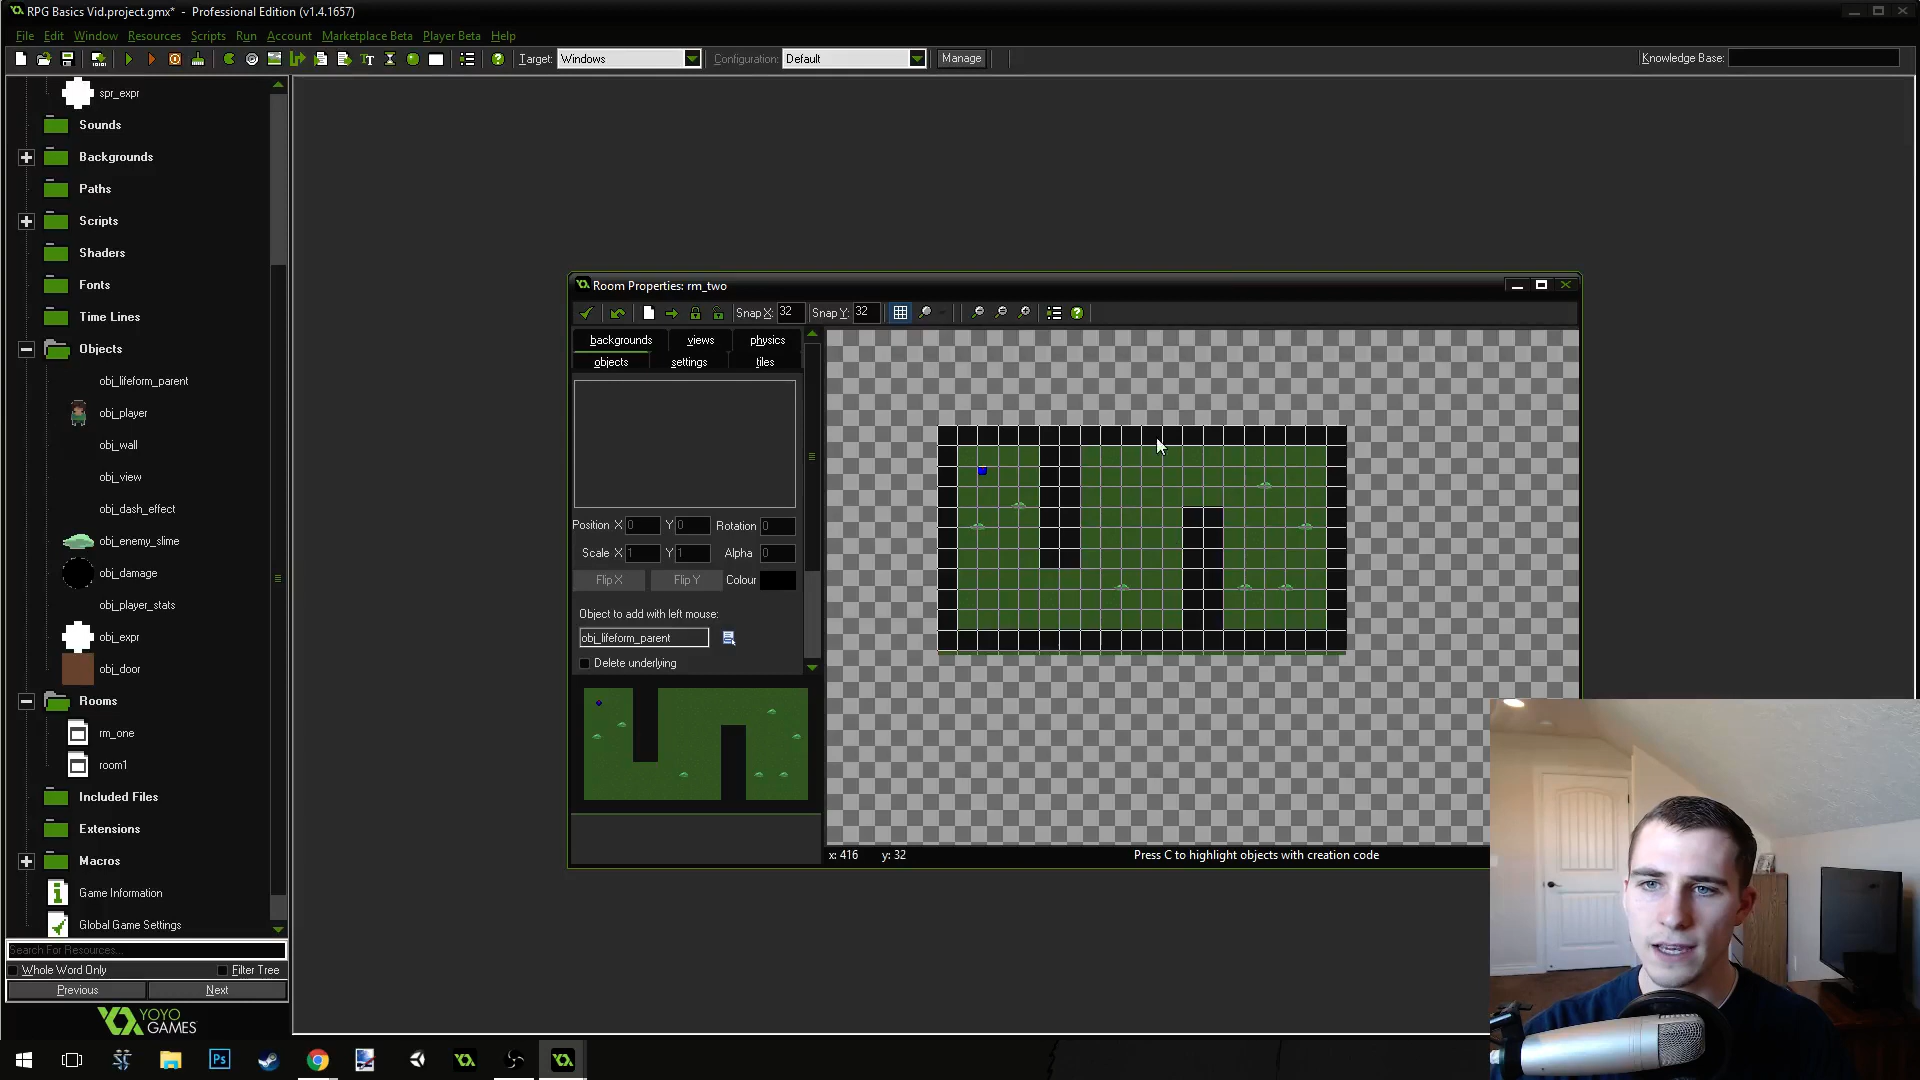 RPG Basics Vid.project.gmx* - Professional Edition (v1.4.1657)
File Edit Window Resources Scripts Run Account Marketplace Beta Player Beta Help
Target: Windows Configuration: Default Manage Knowledge Base:
spr_expr
Sounds
Backgrounds
Paths
Scripts
Shaders
Fonts
Time Lines
Objects
obj_lifeform_parent
obj_player
obj_wall
obj_view
obj_dash_effect
obj_enemy_slime
obj_damage
obj_player_stats
obj_expr
obj_door
Rooms
rm_one
room1
Included Files
Extensions
Macros
Game Information
Global Game Settings
Search For Resources...
Whole Word Only Filter Tree
Previous Next
YOYO
GAMES
Room Properties: rm_two
Snap X: 32 Snap Y: 32
backgrounds views physics
objects settings tiles
Position X 0 Y 0 Rotation 0
Scale X 1 Y 1 Alpha 0
Flip X Flip Y Colour
Object to add with left mouse:
obj_lifeform_parent
Delete underlying
x: 416 y: 32 Press C to highlight objects with creation code
Ps